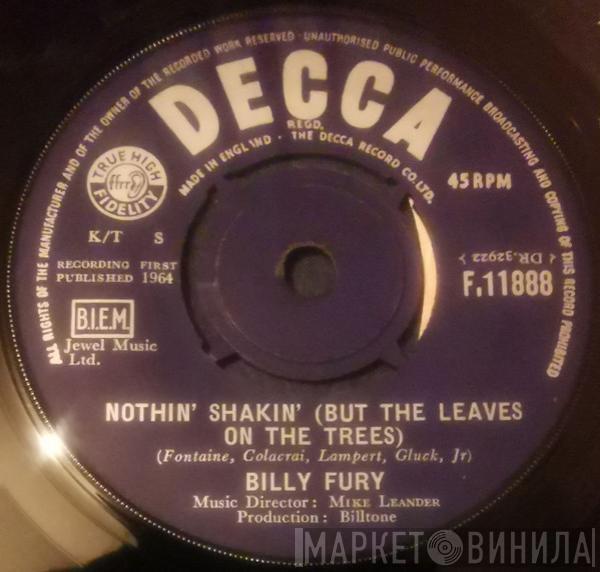 ALL RIGHTS OF THE MANUFACTURER AND OF THE OWNER OF THE RECORDED WORK RESERVED · UNAUTHORISED PUBLIC PERFORMANCE BROADCASTING AND COPYING OF THIS RECORD PROHIBITED
DECCA
REGD.
MADE IN ENGLAND · THE DECCA RECORD CO. LTD.
TRUE HIGH
ffrr
FIDELITY
45 RPM
K/T S
RECORDING FIRST
PUBLISHED 1964
DR.32922
F.11888
B.I.E.M.
Jewel Music
Ltd.
NOTHIN' SHAKIN' (BUT THE LEAVES
ON THE TREES)
(Fontaine, Colacrai, Lampert, Gluck, Jr)
BILLY FURY
Music Director: MIKE LEANDER
Production: Billtone
МАРКЕТ ВИНИЛА